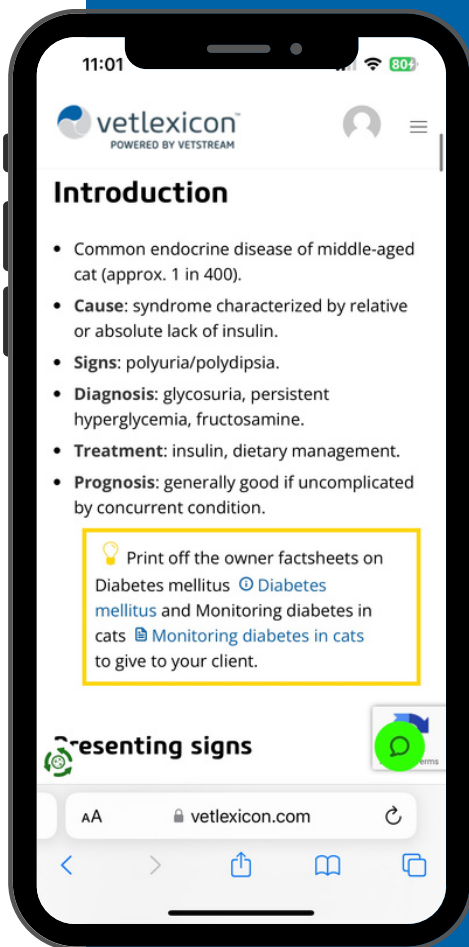 11:01
80
vetlexicon™
POWERED BY VETSTREAM
Introduction
• Common endocrine disease of middle-aged
cat (approx. 1 in 400).
• Cause: syndrome characterized by relative
or absolute lack of insulin.
• Signs: polyuria/polydipsia.
• Diagnosis: glycosuria, persistent
hyperglycemia, fructosamine.
• Treatment: insulin, dietary management.
• Prognosis: generally good if uncomplicated
by concurrent condition.
Print off the owner factsheets on
Diabetes mellitus Diabetes
mellitus and Monitoring diabetes in
cats Monitoring diabetes in cats
to give to your client.
Presenting signs
AA vetlexicon.com